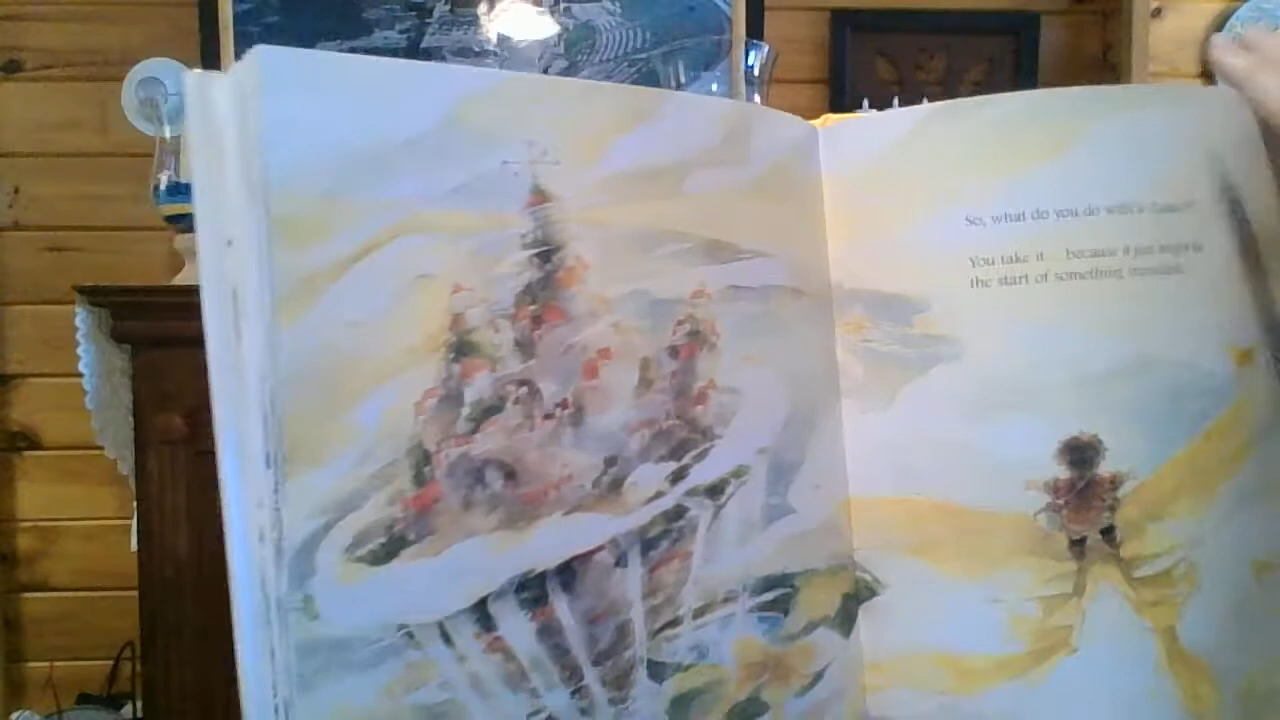 So, what do you do with a chance?
You take it... because it just might be
the start of something incredible.